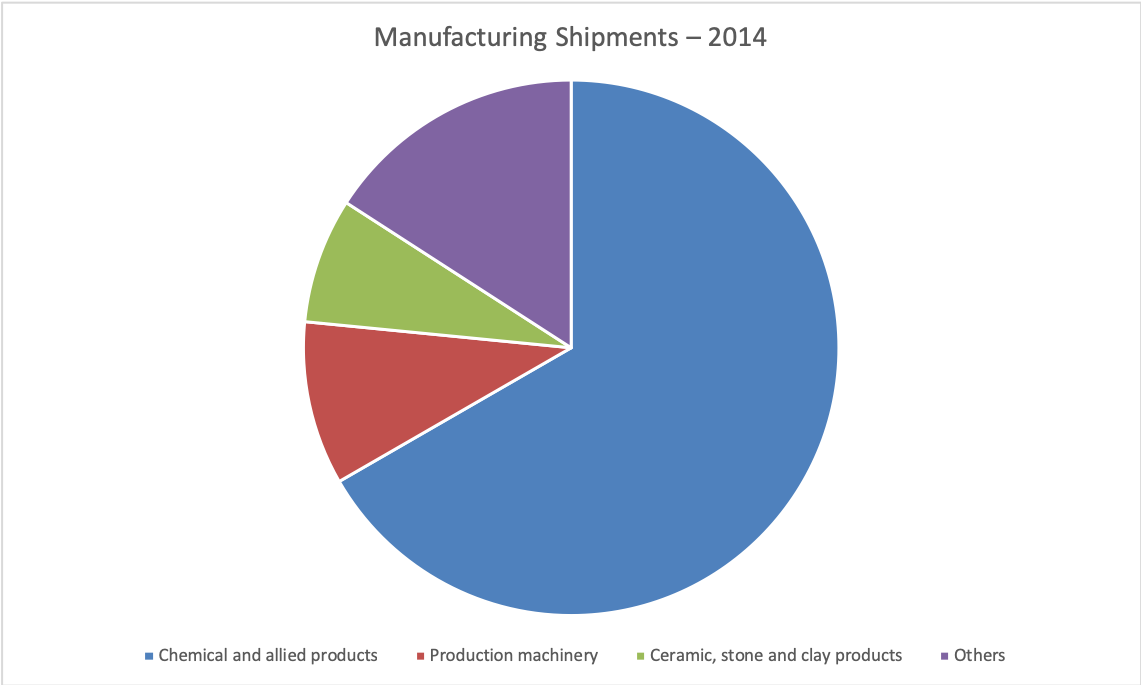 Manufacturing Shipments – 2014
Chemical and allied products
Production machinery
Ceramic, stone and clay products
Others